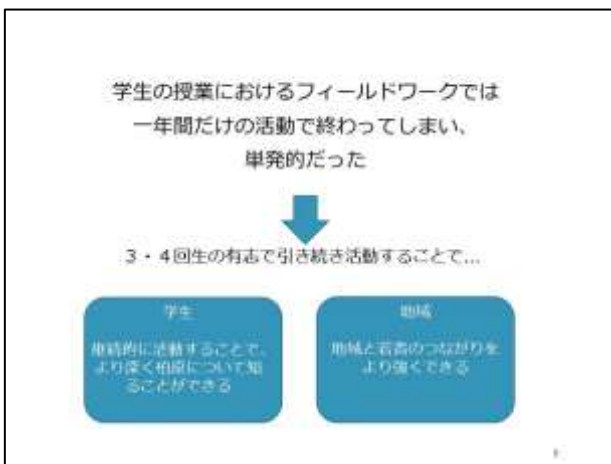 学生の授業におけるフィールドワークでは
一年間だけの活動で終わってしまい、
単発的だった
３・４回生の有志で引き続き活動することで…
学生
継続的に活動することで、
より深く柏原について知
ることができる
地域
地域と若者のつながりを
より強くできる